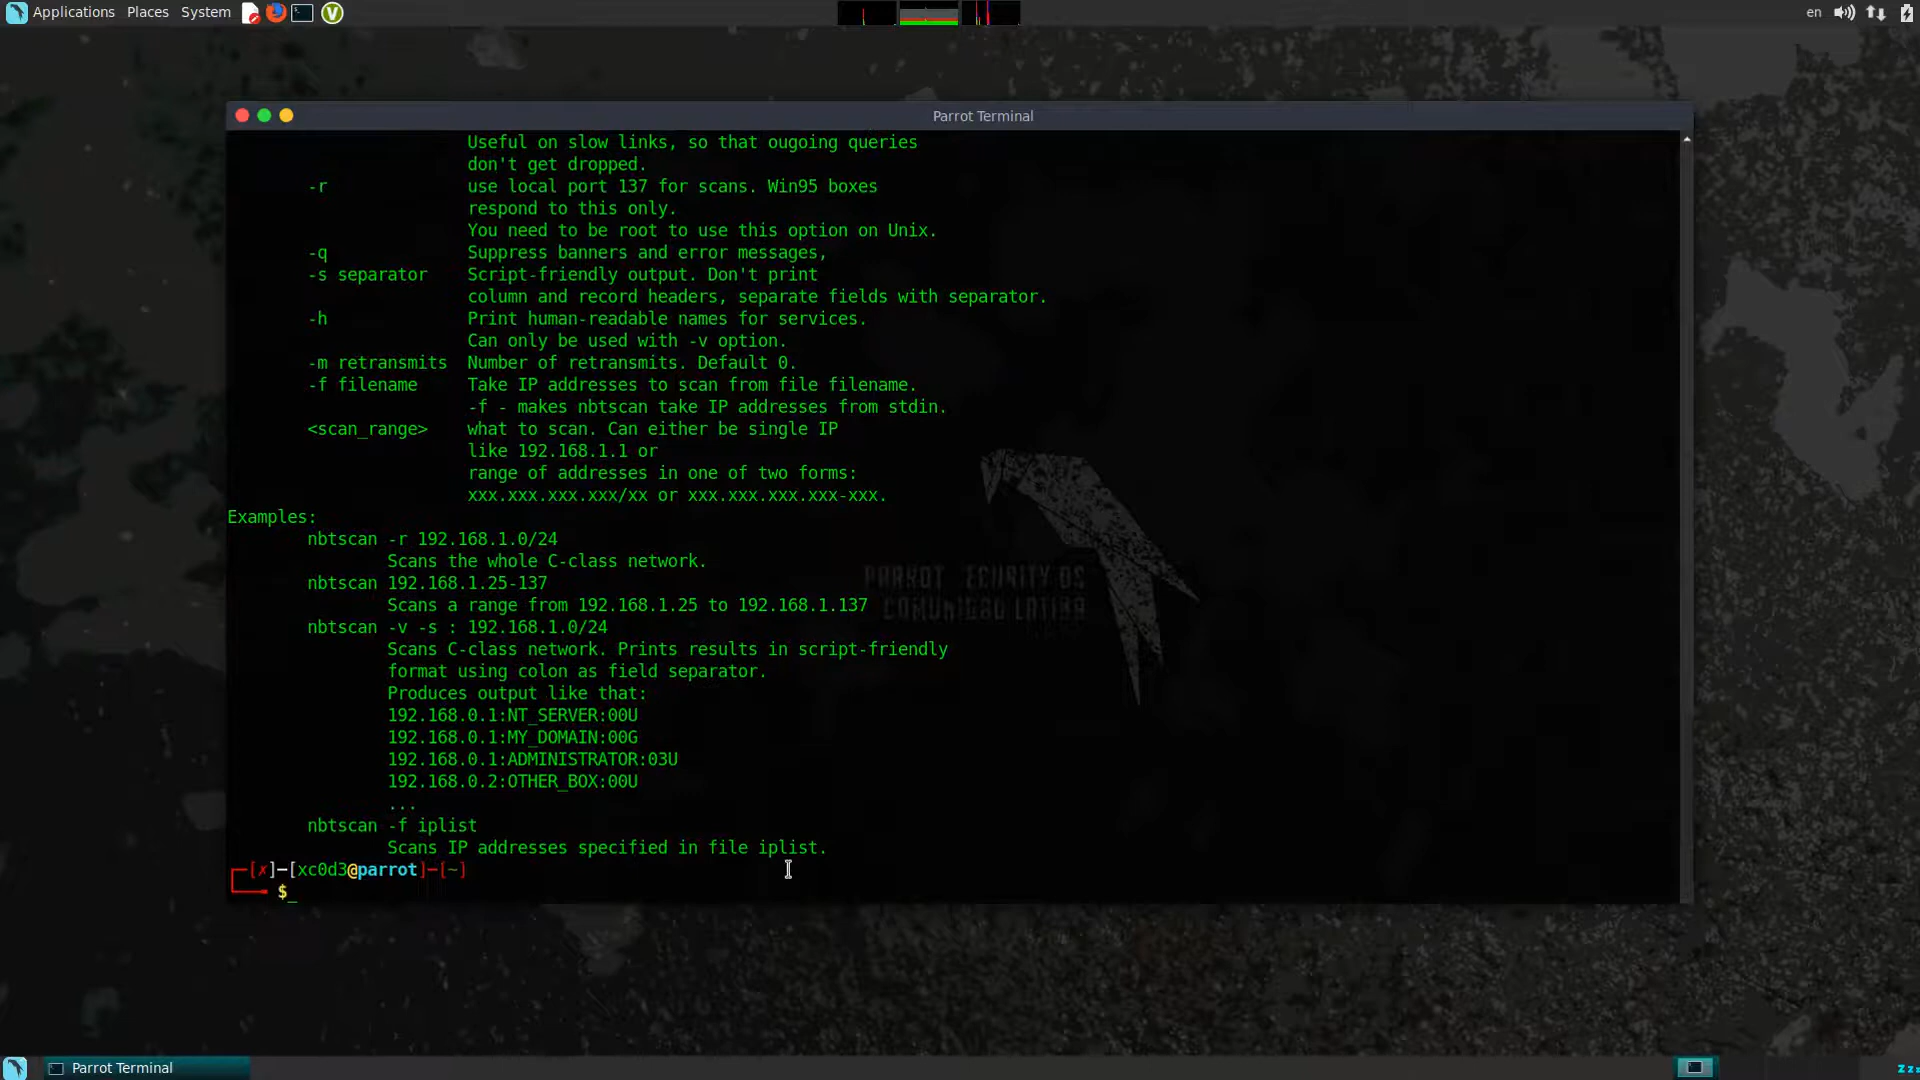 Applications Places System
en
Parrot Terminal
Useful on slow links, so that ougoing queries
don't get dropped.
-r use local port 137 for scans. Win95 boxes
respond to this only.
You need to be root to use this option on Unix.
-q Suppress banners and error messages,
-s separator Script-friendly output. Don't print
column and record headers, separate fields with separator.
-h Print human-readable names for services.
Can only be used with -v option.
-m retransmits Number of retransmits. Default 0.
-f filename Take IP addresses to scan from file filename.
-f - makes nbtscan take IP addresses from stdin.
<scan_range> what to scan. Can either be single IP
like 192.168.1.1 or
range of addresses in one of two forms:
xxx.xxx.xxx.xxx/xx or xxx.xxx.xxx.xxx-xxx.
Examples:
nbtscan -r 192.168.1.0/24
Scans the whole C-class network.
nbtscan 192.168.1.25-137
Scans a range from 192.168.1.25 to 192.168.1.137
nbtscan -v -s : 192.168.1.0/24
Scans C-class network. Prints results in script-friendly
format using colon as field separator.
Produces output like that:
192.168.0.1:NT_SERVER:00U
192.168.0.1:MY_DOMAIN:00G
192.168.0.1:ADMINISTRATOR:03U
192.168.0.2:OTHER_BOX:00U
...
nbtscan -f iplist
Scans IP addresses specified in file iplist.
┌─[✗]─[xc0d3@parrot]─[~]
└──╼ $_
PARROT ECURITY OS
COMUNIDAD LATINA
Parrot Terminal
zzz